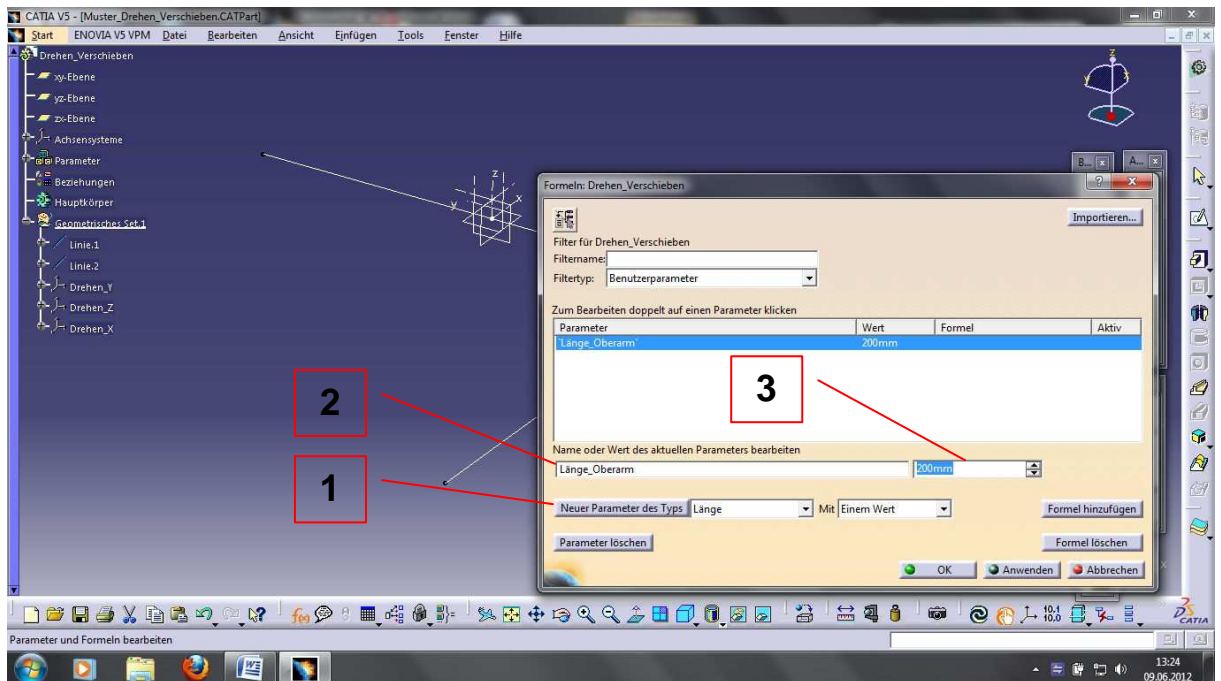 CATIA V5 - [Muster_Drehen_Verschieben.CATPart]
Start ENOVIA V5 VPM Datei Bearbeiten Ansicht Einfügen Tools Fenster Hilfe
Drehen_Verschieben
xy-Ebene
yz-Ebene
zx-Ebene
Achsensysteme
Parameter
Beziehungen
Hauptkörper
Geometrisches Set.1
Linie.1
Linie.2
Drehen_Y
Drehen_Z
Drehen_X
z
y
x
z
y
x
B...
A...
Formeln: Drehen_Verschieben
Importieren...
Filter für Drehen_Verschieben
Filtername:
Filtertyp: Benutzerparameter
Zum Bearbeiten doppelt auf einen Parameter klicken
Parameter Wert Formel Aktiv
`Länge_Oberarm` 200mm
3
2
1
Name oder Wert des aktuellen Parameters bearbeiten
Länge_Oberarm 200mm
Neuer Parameter des Typs Länge Mit Einem Wert Formel hinzufügen
Parameter löschen Formel löschen
OK Anwenden Abbrechen
CATIA
Parameter und Formeln bearbeiten
13:24
09.06.2012